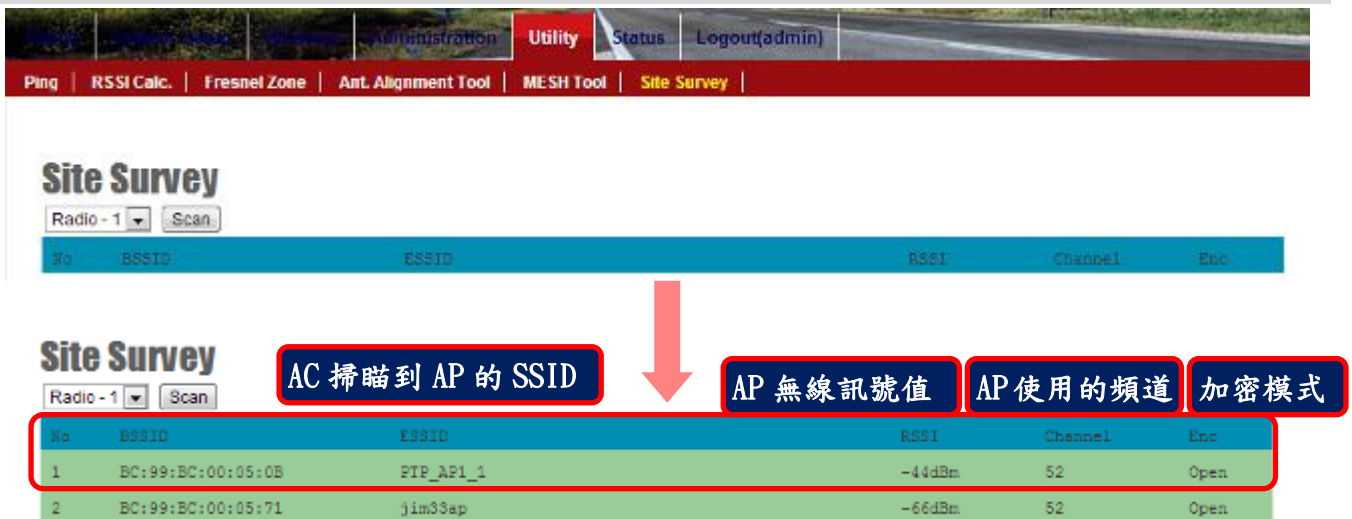 Administration Utility Status Logout(admin)
Ping | RSSI Calc. | Fresnel Zone | Ant. Alignment Tool | MESH Tool | Site Survey |
Site Survey
Radio - 1 Scan
No BSSID ESSID RSSI Channel Enc
Site Survey
AC 掃瞄到 AP 的 SSID
AP 無線訊號值
AP 使用的頻道
加密模式
Radio - 1 Scan
No BSSID ESSID RSSI Channel Enc
1 BC:99:BC:00:05:0B PTP_AP1_1 -44dBm 52 Open
2 BC:99:BC:00:05:71 jim33ap -66dBm 52 Open